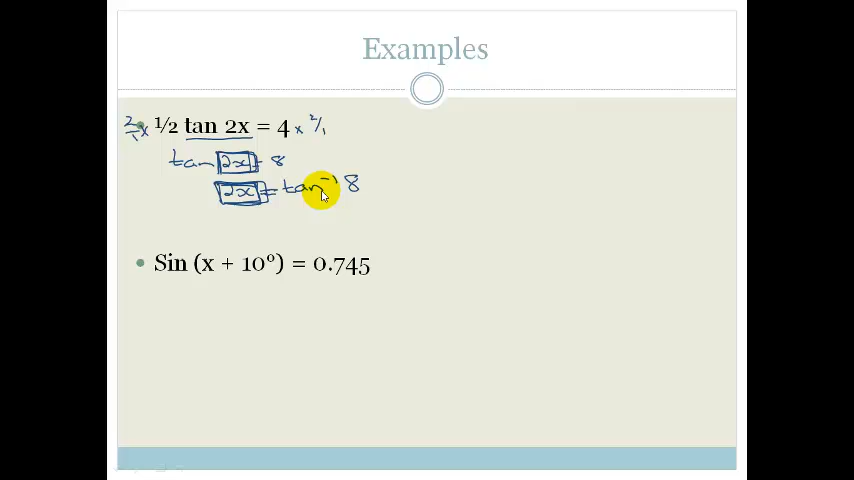 Examples
2/1 x ½ tan 2x = 4 x 2/1
tan 2x = 8
2x = tan⁻¹ 8
Sin (x + 10º) = 0.745